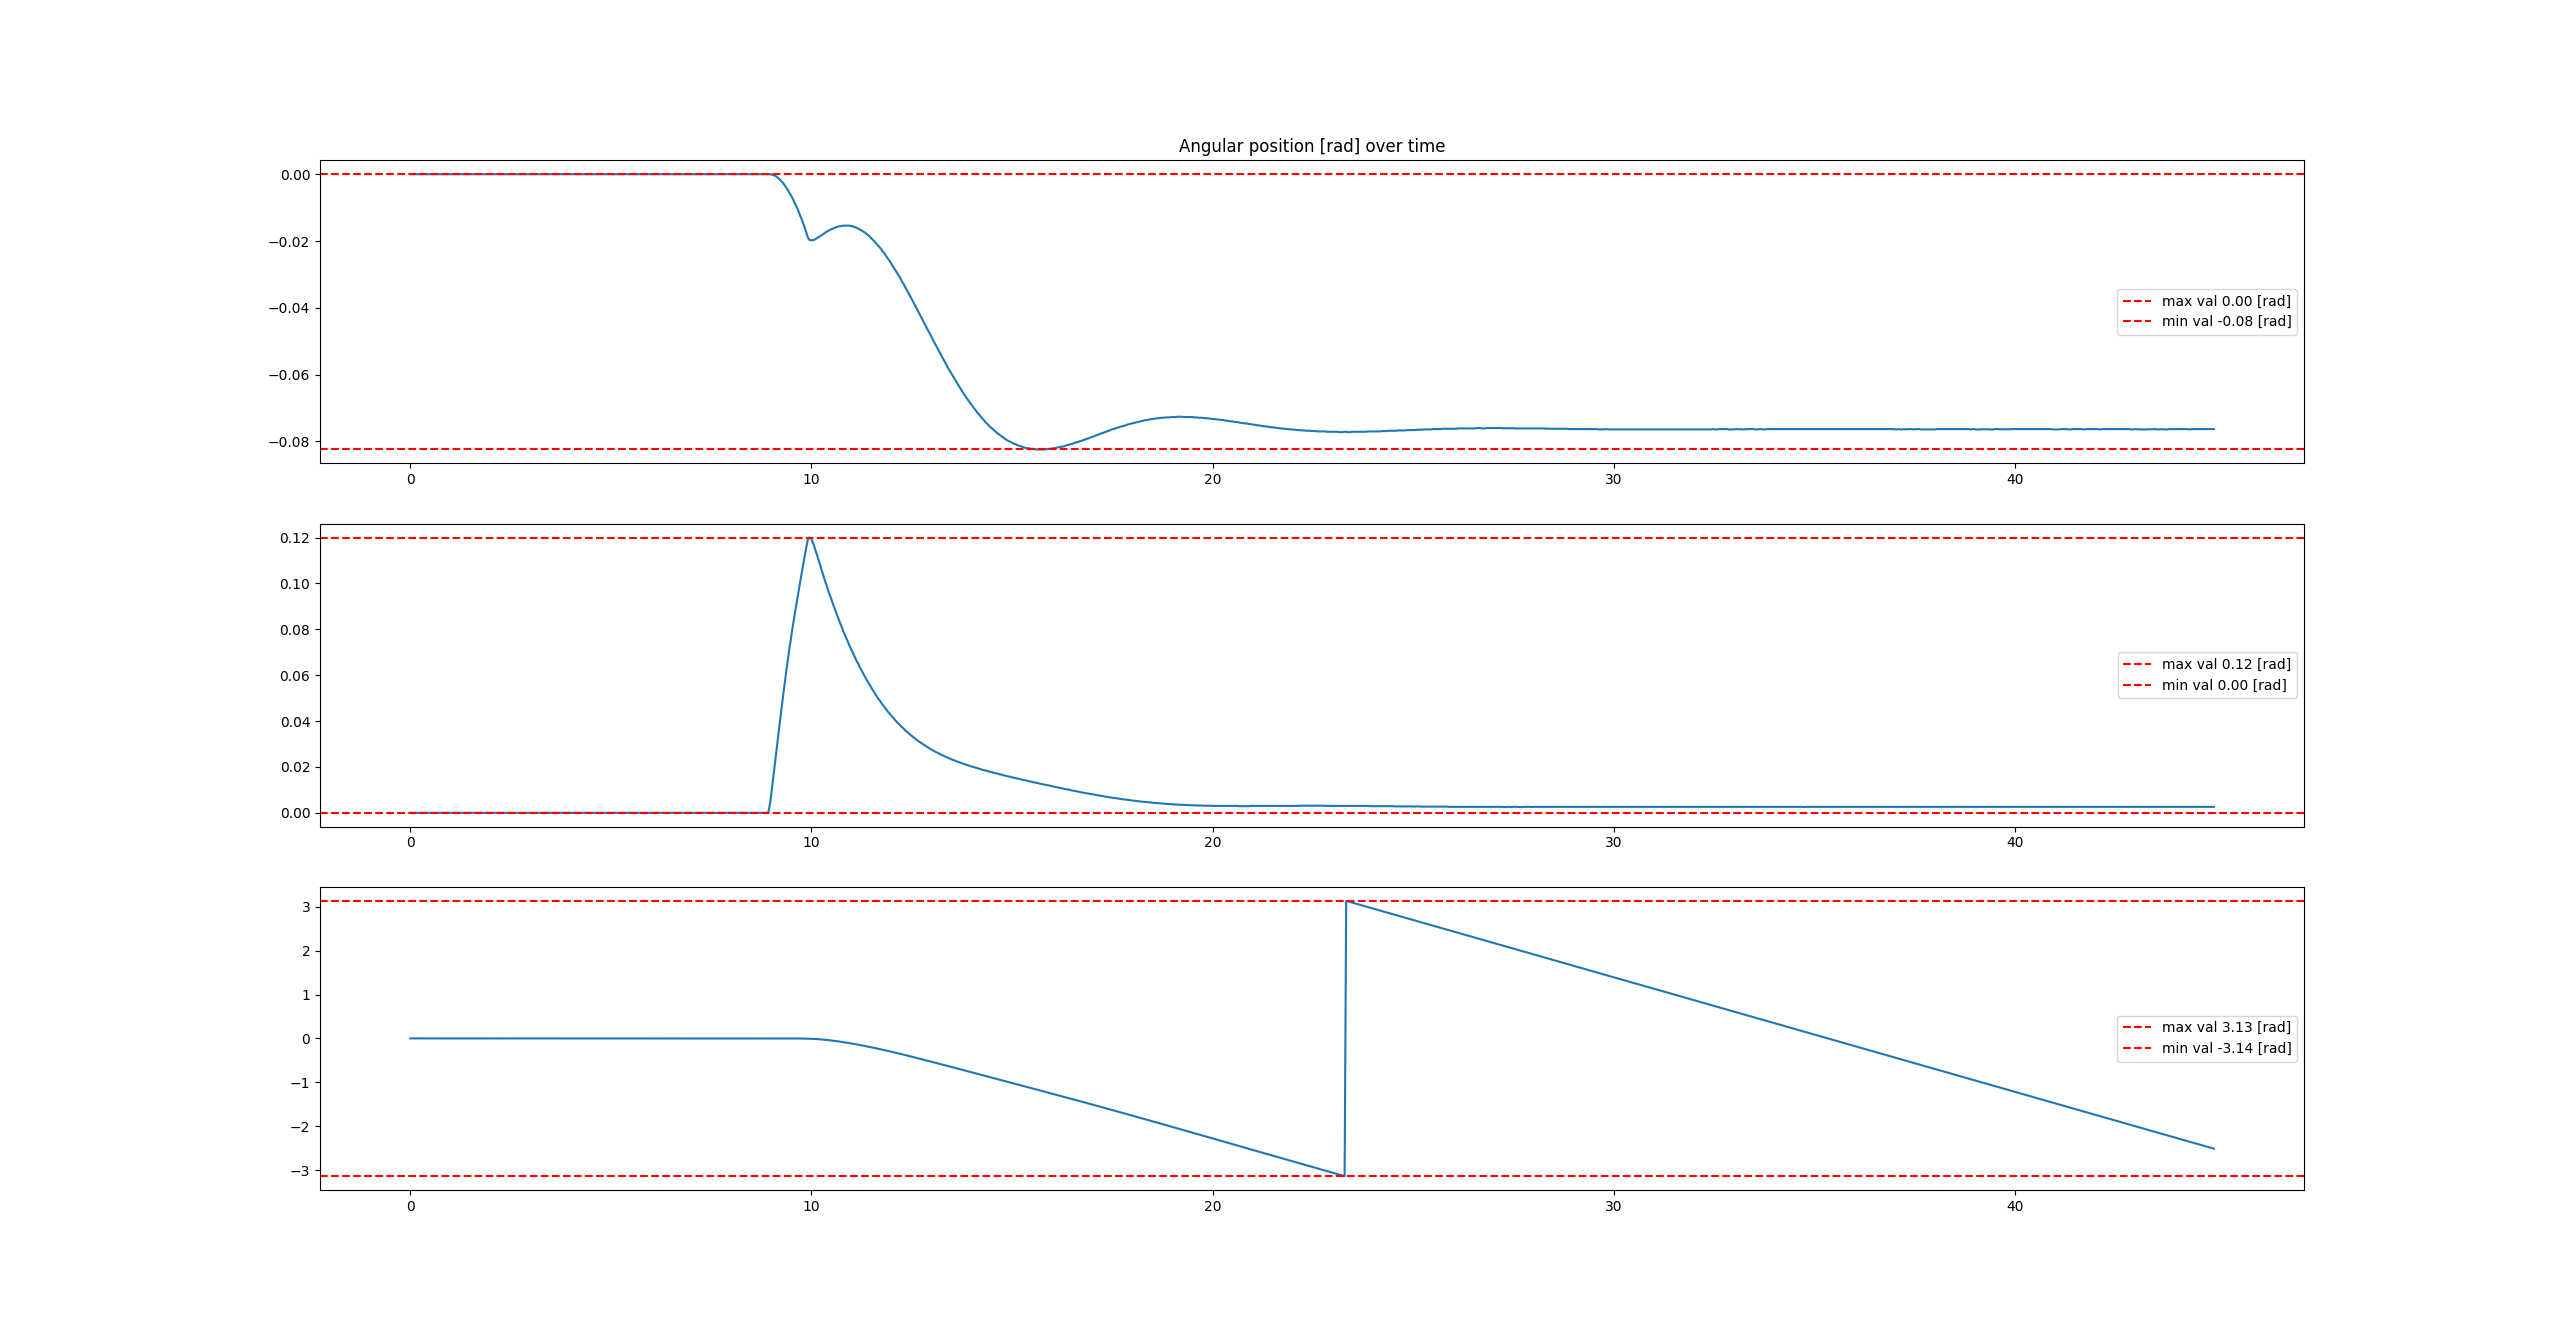 Angular position [rad] over time
0.00
−0.02
−0.04
−0.06
−0.08
max val 0.00 [rad]
min val -0.08 [rad]
0 10 20 30 40
0.12
0.10
0.08
0.06
0.04
0.02
0.00
max val 0.12 [rad]
min val 0.00 [rad]
0 10 20 30 40
3
2
1
0
−1
−2
−3
max val 3.13 [rad]
min val -3.14 [rad]
0 10 20 30 40